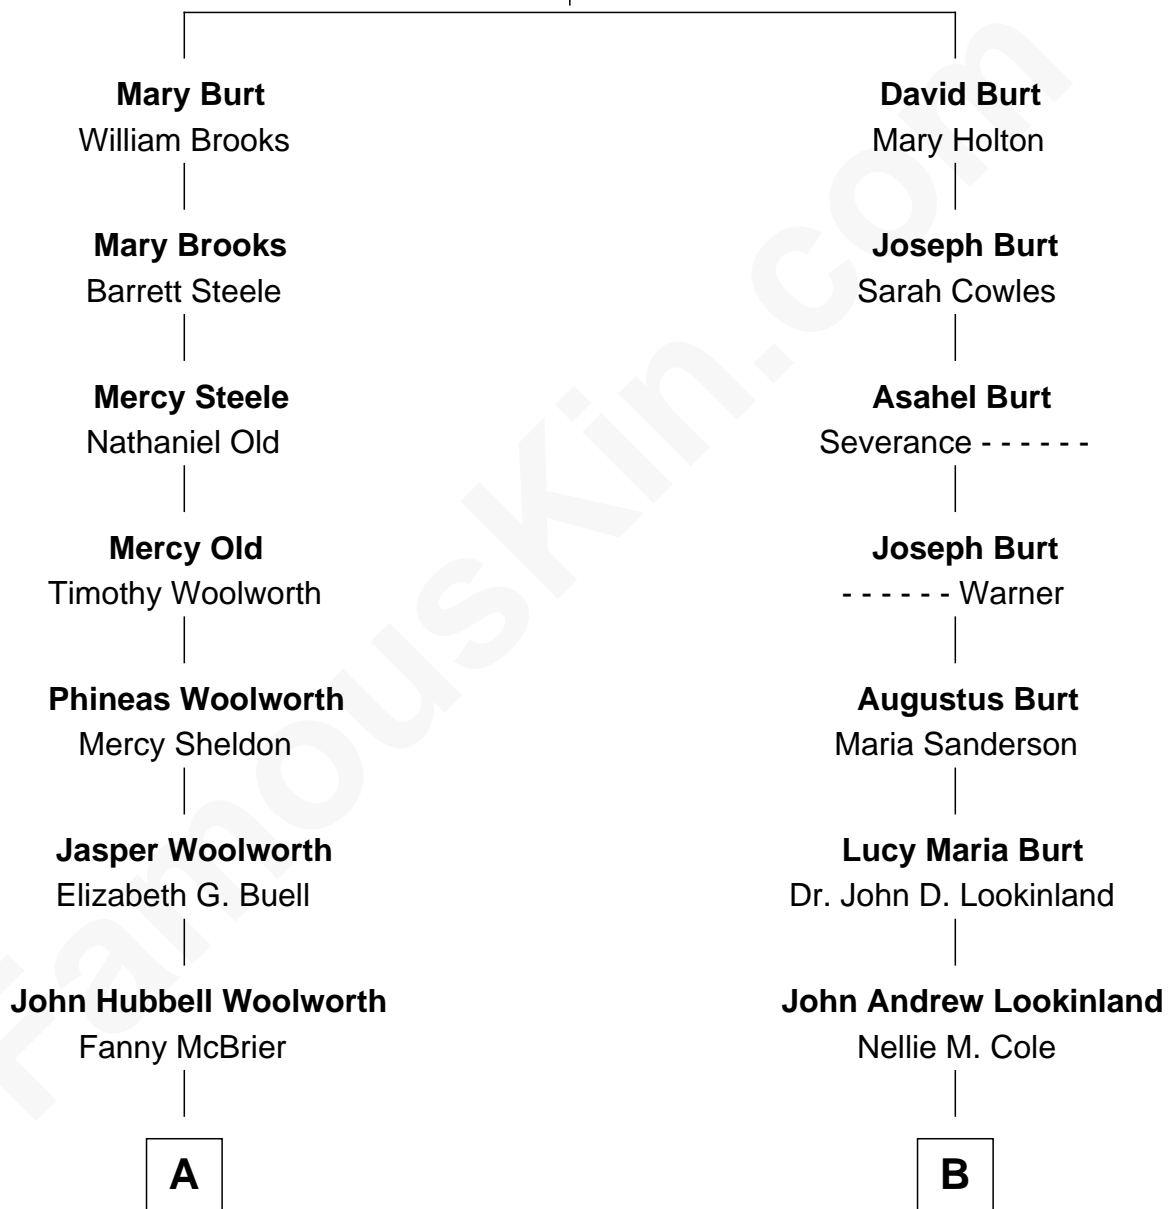 Mary Burt
William Brooks
Mary Brooks
Barrett Steele
Mercy Steele
Nathaniel Old
Mercy Old
Timothy Woolworth
Phineas Woolworth
Mercy Sheldon
Jasper Woolworth
Elizabeth G. Buell
John Hubbell Woolworth
Fanny McBrier
A
David Burt
Mary Holton
Joseph Burt
Sarah Cowles
Asahel Burt
Severance - - - - - -
Joseph Burt
- - - - - - Warner
Augustus Burt
Maria Sanderson
Lucy Maria Burt
Dr. John D. Lookinland
John Andrew Lookinland
Nellie M. Cole
B
FamousKin.com